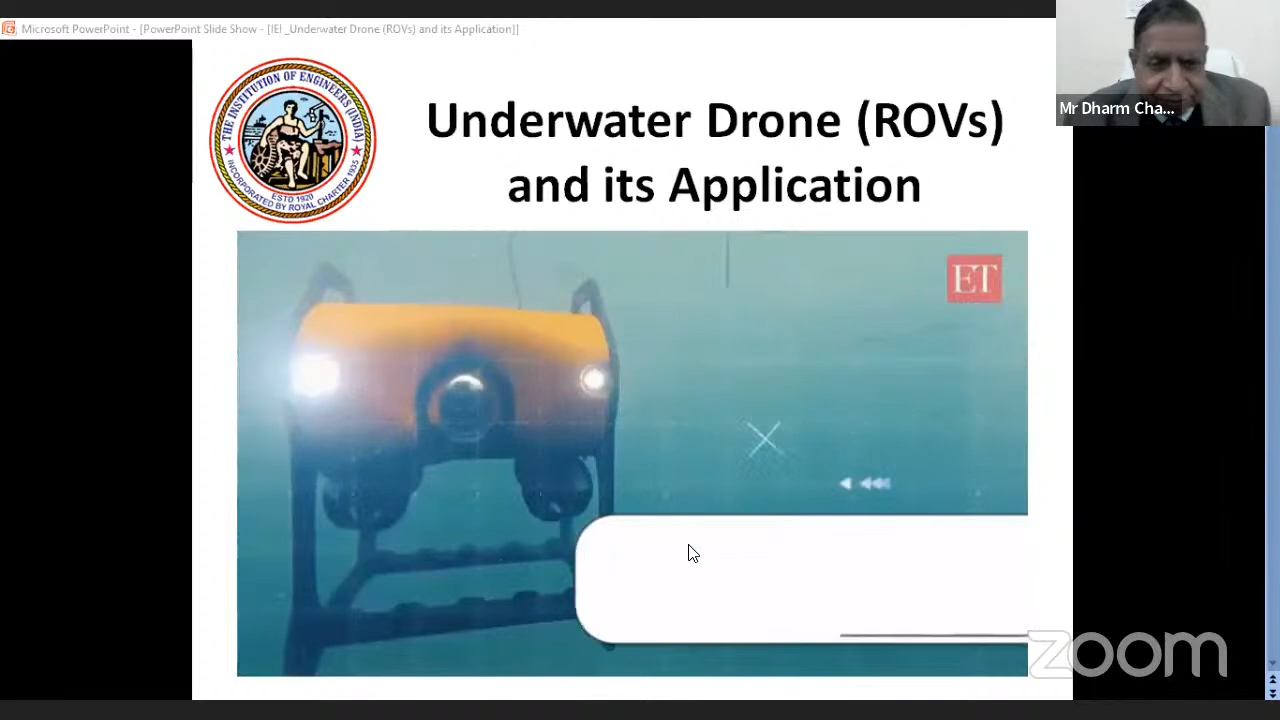 Microsoft PowerPoint - [PowerPoint Slide Show - [IEI _Underwater Drone (ROVs) and its Application]]
Mr Dharm Cha...
THE INSTITUTION OF ENGINEERS (INDIA)
ESTD 1920
INCORPORATED BY ROYAL CHARTER 1935
Underwater Drone (ROVs)
and its Application
ET
zoom